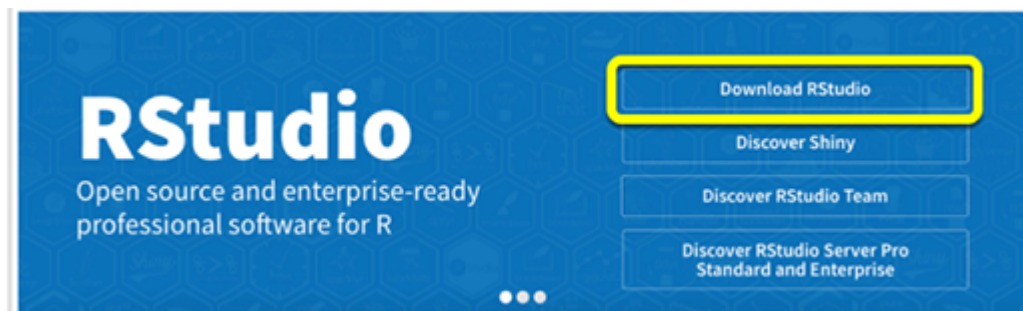 RStudio
Open source and enterprise-ready
professional software for R
Download RStudio
Discover Shiny
Discover RStudio Team
Discover RStudio Server Pro
Standard and Enterprise